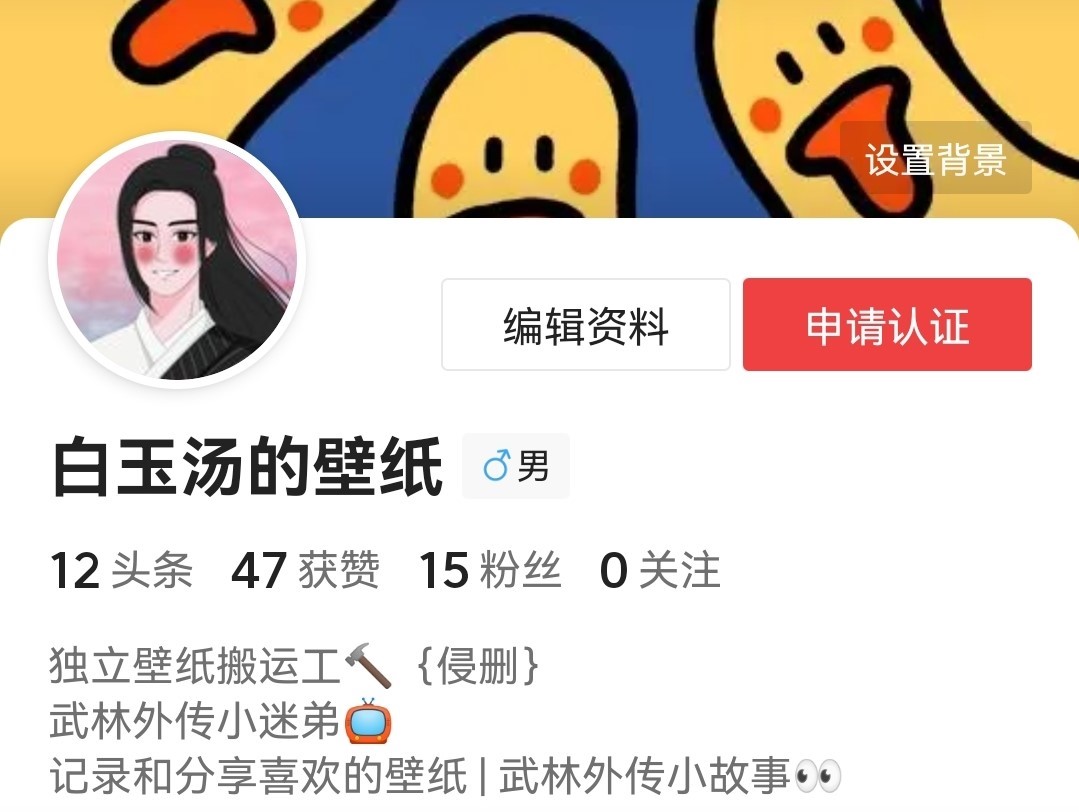 设置背景
编辑资料 申请认证
白玉汤的壁纸 ♂男
12 头条 47 获赞 15 粉丝 0 关注
独立壁纸搬运工🔨{侵删}
武林外传小迷弟📺
记录和分享喜欢的壁纸 | 武林外传小故事👀